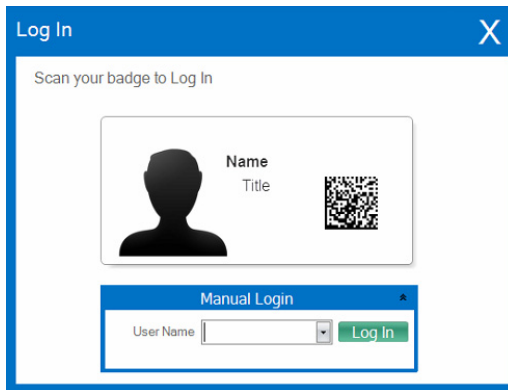 Log In X
Scan your badge to Log In
Name
Title
Manual Login
User Name Log In